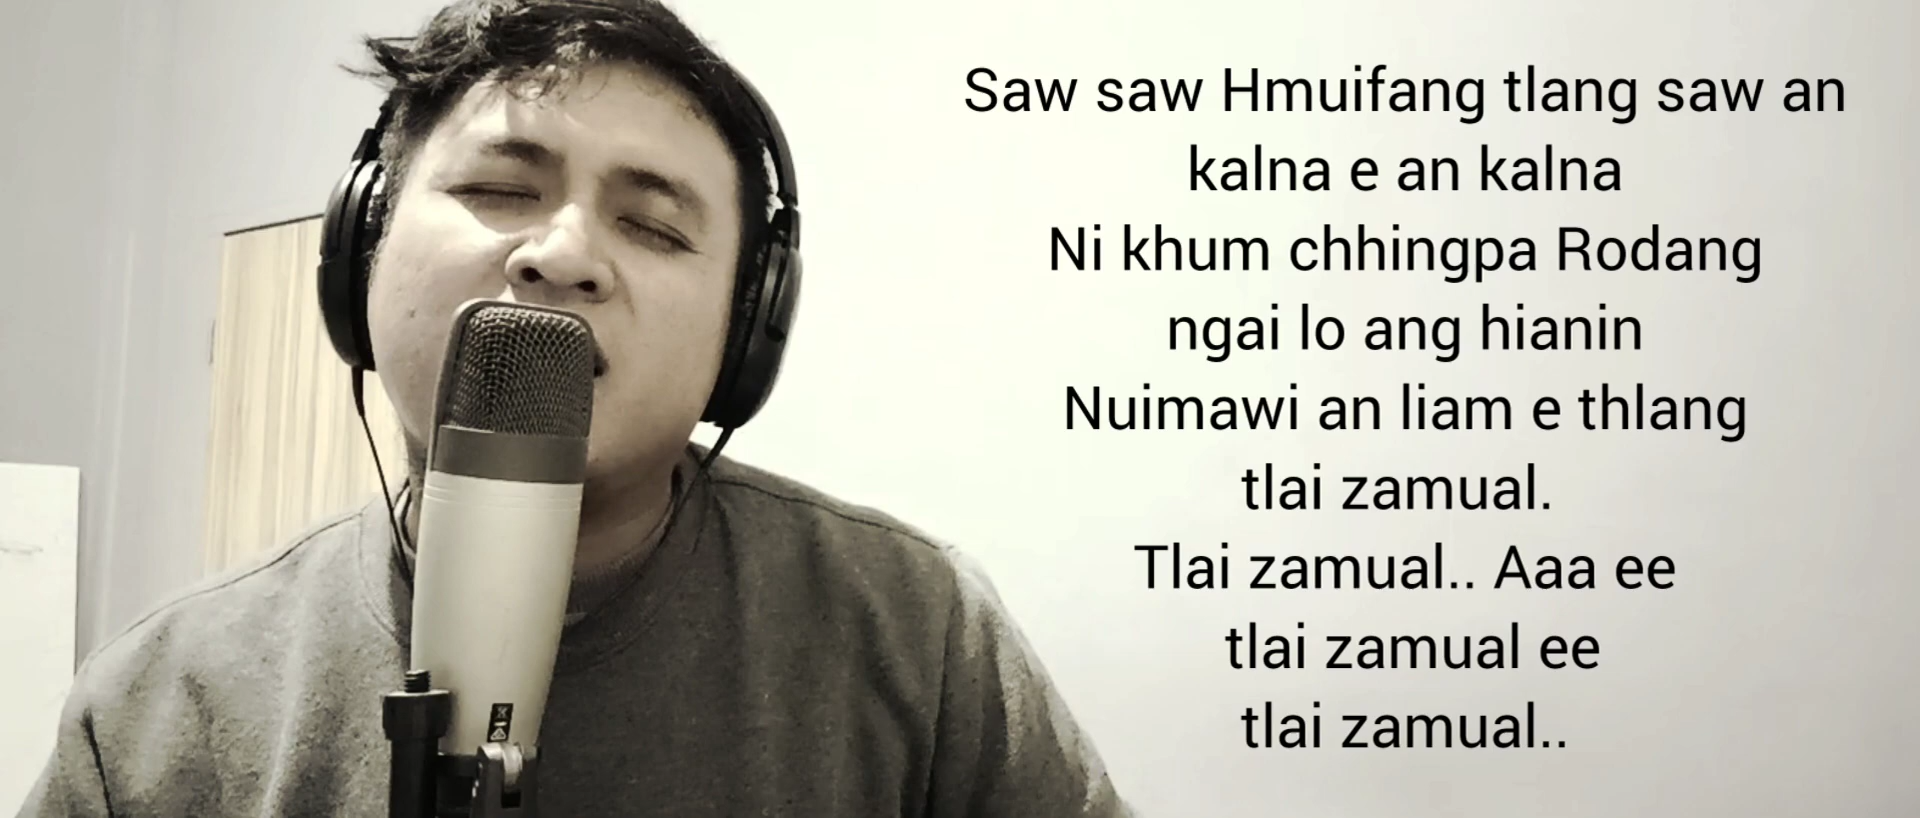 Saw saw Hmuifang tlang saw an
kalna e an kalna
Ni khum chhingpa Rodang
ngai lo ang hianin
Nuimawi an liam e thlang
tlai zamual.
Tlai zamual.. Aaa ee
tlai zamual ee
tlai zamual..